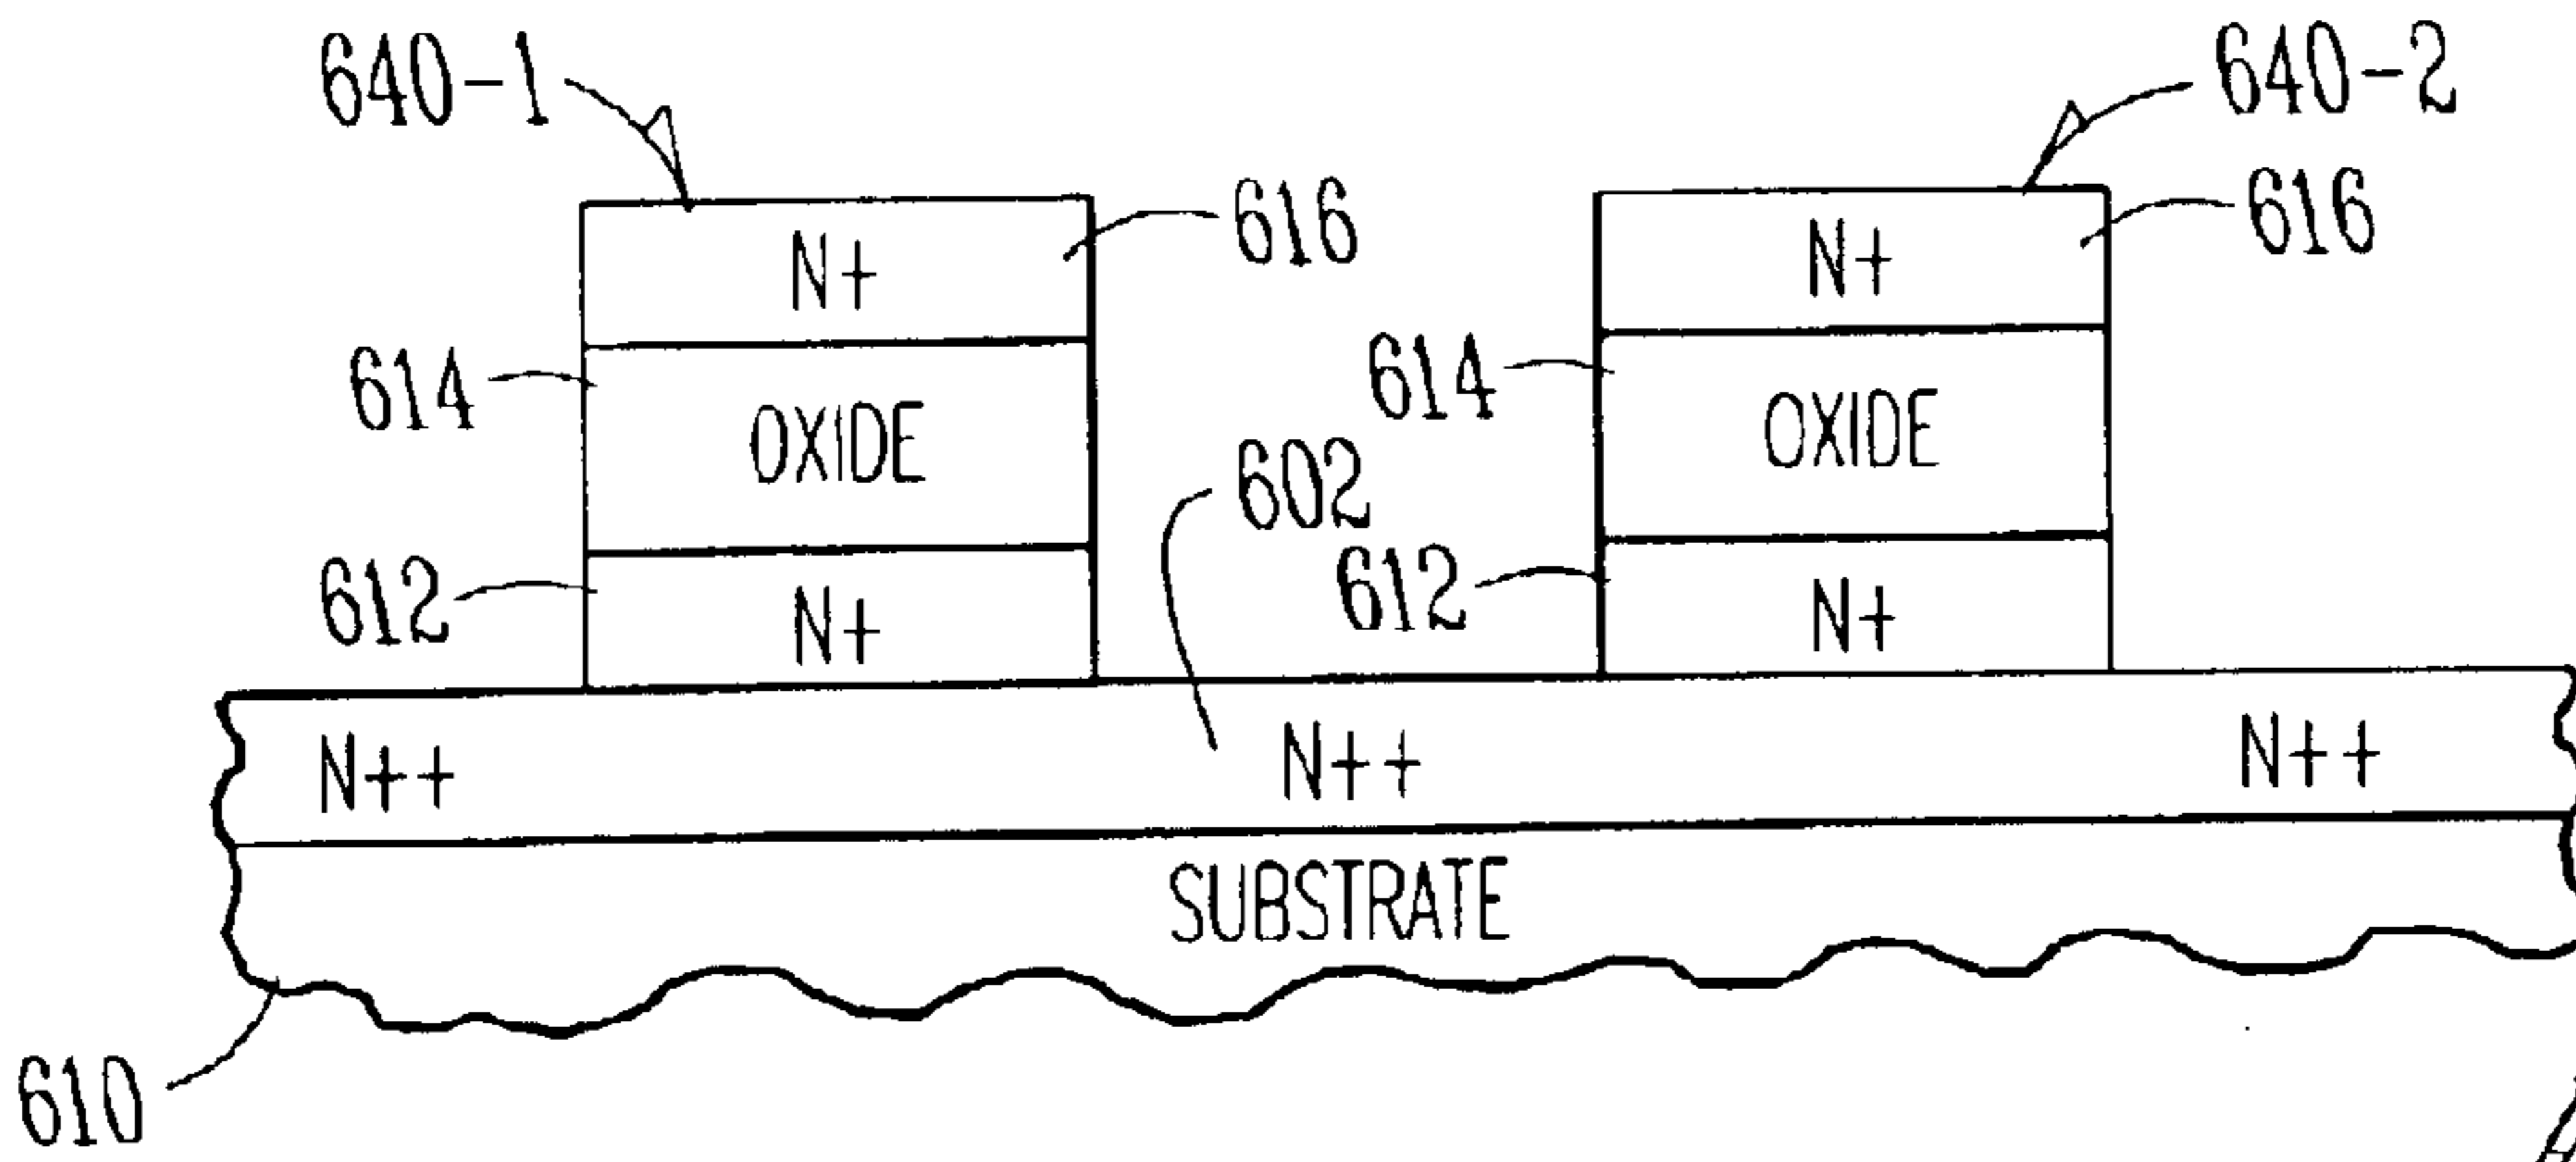 640-1
640-2
N+
616
N+
616
614
OXIDE
614
OXIDE
602
612
N+
612
N+
N++
N++
N++
SUBSTRATE
610